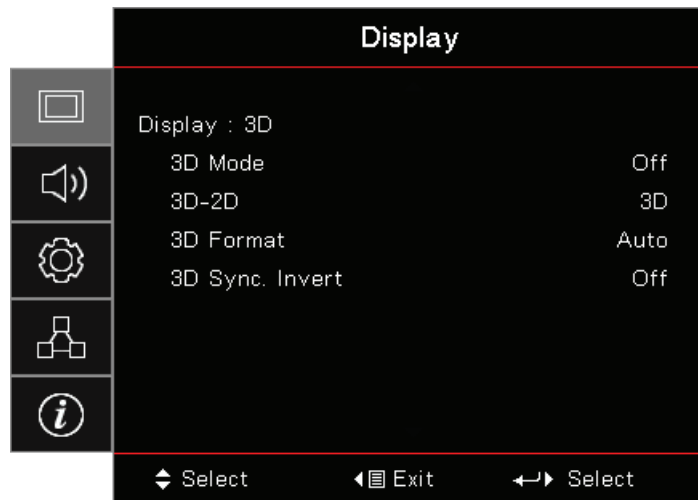 Display
Display : 3D
3D Mode Off
3D-2D 3D
3D Format Auto
3D Sync. Invert Off
i
Select Exit Select